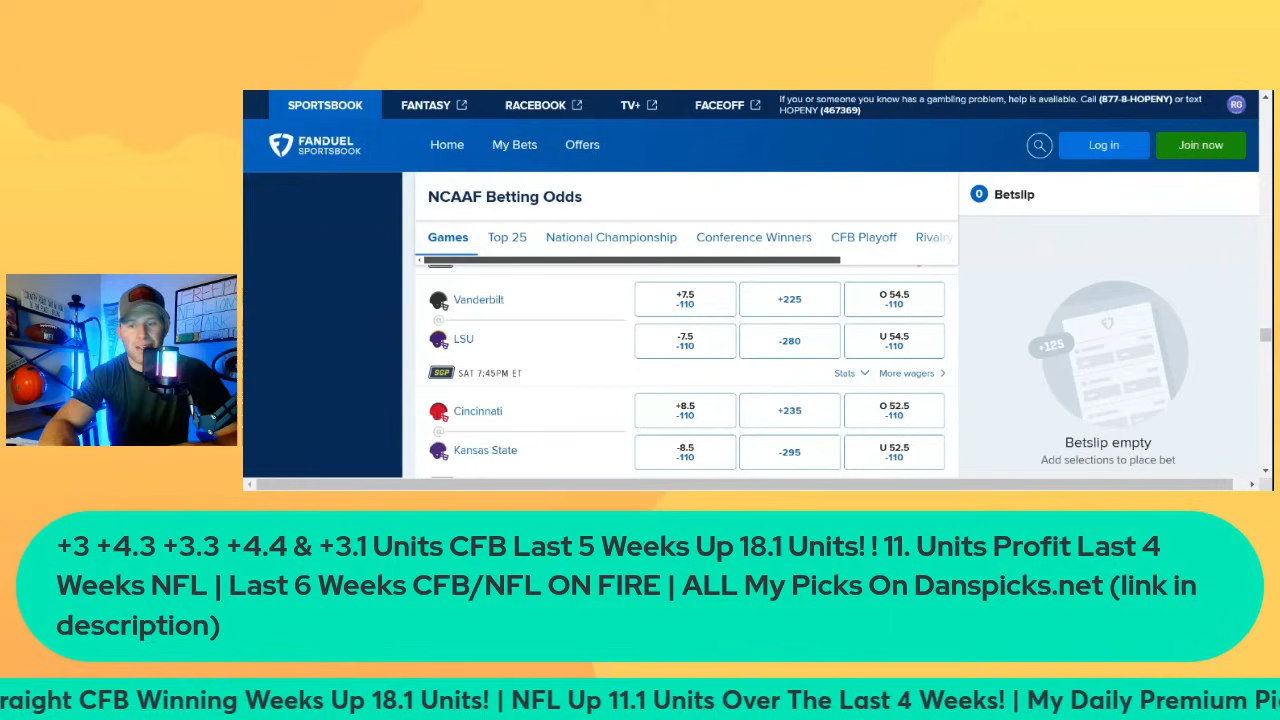 SPORTSBOOK FANTASY RACEBOOK TV+ FACEOFF
If you or someone you know has a gambling problem, help is available. Call (877-8-HOPENY) or text
HOPENY (467369)
RG
FANDUEL
SPORTSBOOK
Home My Bets Offers
Log in
Join now
NCAAF Betting Odds
0 Betslip
Games Top 25 National Championship Conference Winners CFB Playoff Rivalry
Vanderbilt
+7.5
-110
+225
O 54.5
-110
@
LSU
-7.5
-110
-280
U 54.5
-110
SGP SAT 7:45PM ET Stats More wagers
Cincinnati
+8.5
-110
+235
O 52.5
-110
@
Kansas State
-8.5
-110
-295
U 52.5
-110
+125
Betslip empty
Add selections to place bet
+3 +4.3 +3.3 +4.4 & +3.1 Units CFB Last 5 Weeks Up 18.1 Units! ! 11. Units Profit Last 4
Weeks NFL | Last 6 Weeks CFB/NFL ON FIRE | ALL My Picks On Danspicks.net (link in
description)
raight CFB Winning Weeks Up 18.1 Units! | NFL Up 11.1 Units Over The Last 4 Weeks! | My Daily Premium Pi